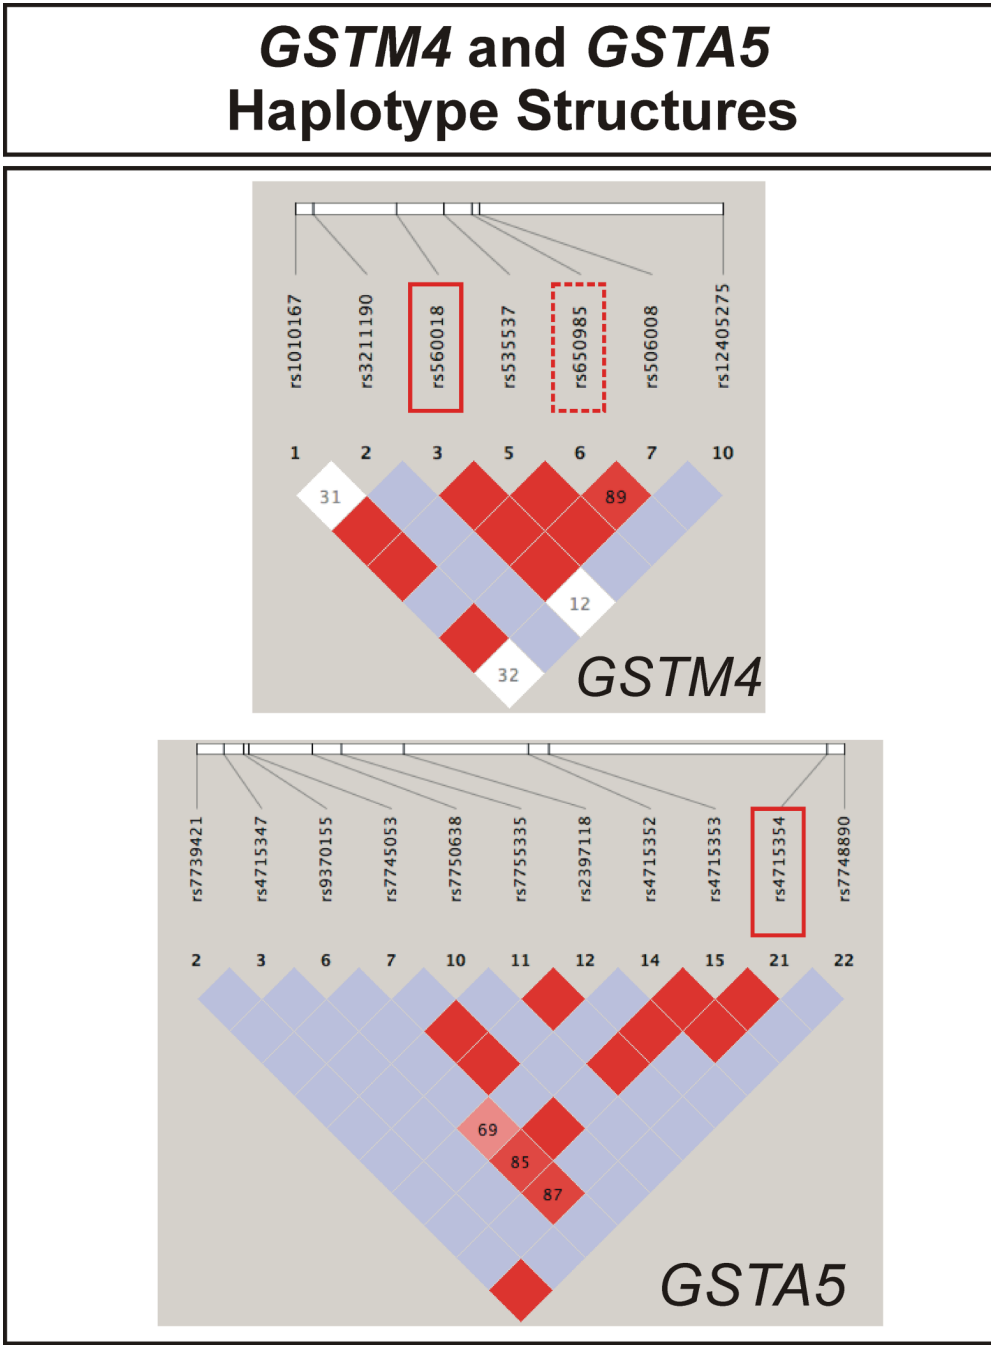 GSTM4 and GSTA5
Haplotype Structures
rs1010167 rs3211190 rs560018 rs535537 rs650985 rs506008 rs12405275
1 2 3 5 6 7 10
31 89
12
32
GSTM4
rs7739421 rs4715347 rs9370155 rs7745053 rs7750638 rs7755335 rs2397118 rs4715352 rs4715353 rs4715354 rs7748890
2 3 6 7 10 11 12 14 15 21 22
69
85
87
GSTA5